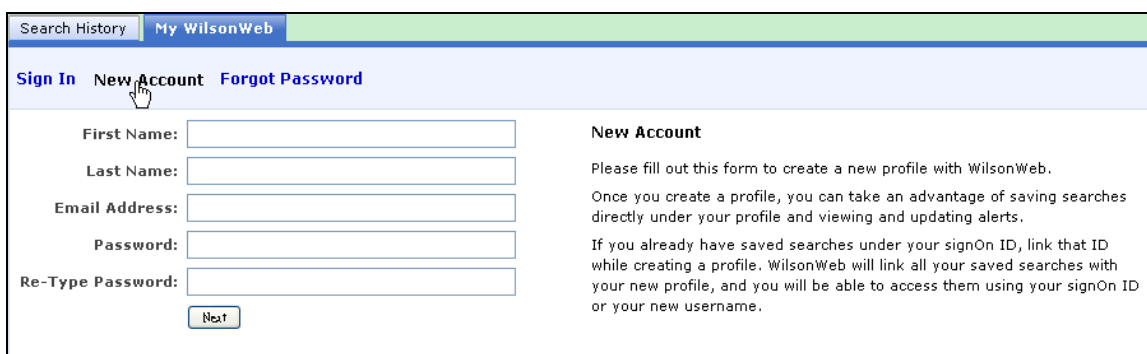 Search History My WilsonWeb
Sign In New Account Forgot Password
First Name:
Last Name:
Email Address:
Password:
Re-Type Password:
Next
New Account
Please fill out this form to create a new profile with WilsonWeb.
Once you create a profile, you can take an advantage of saving searches
directly under your profile and viewing and updating alerts.
If you already have saved searches under your signOn ID, link that ID
while creating a profile. WilsonWeb will link all your saved searches with
your new profile, and you will be able to access them using your signOn ID
or your new username.